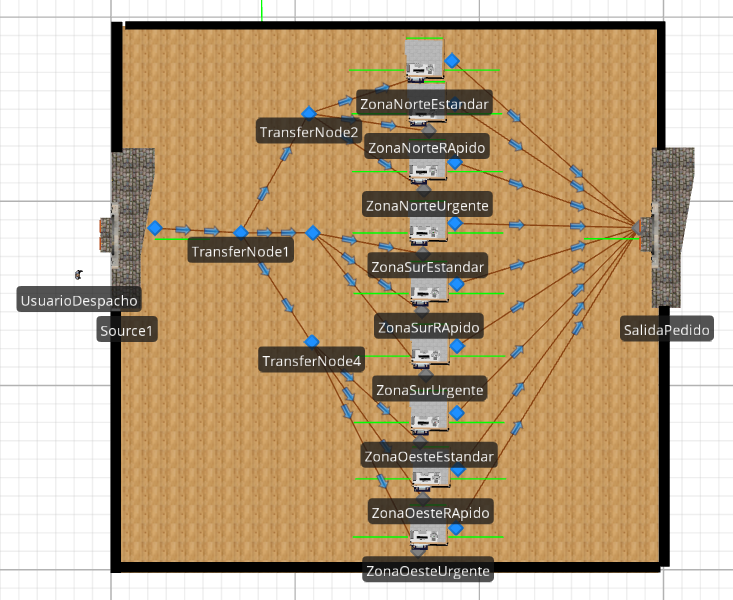 ZonaNorteEstandar
TransferNode2
ZonaNorteRApido
ZonaNorteUrgente
TransferNode1
ZonaSurEstandar
UsuarioDespacho
Source1
ZonaSurRApido
SalidaPedido
TransferNode4
ZonaSurUrgente
ZonaOesteEstandar
ZonaOesteRApido
ZonaOesteUrgente